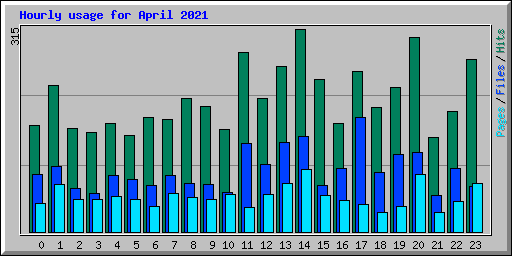 Hourly usage for April 2021
315
Pages/Files/Hits
0 1 2 3 4 5 6 7 8 9 10 11 12 13 14 15 16 17 18 19 20 21 22 23